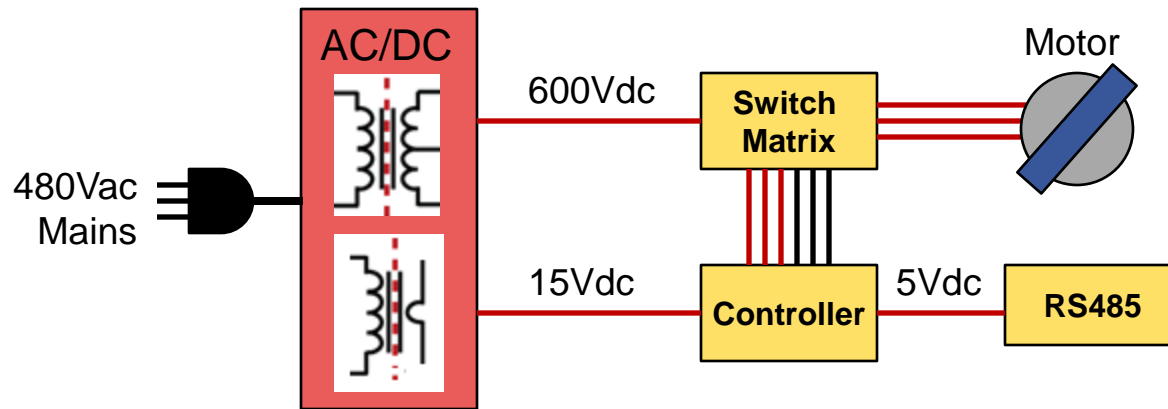 AC/DC
480Vac
Mains
600Vdc
Switch
Matrix
Motor
15Vdc
Controller
5Vdc
RS485